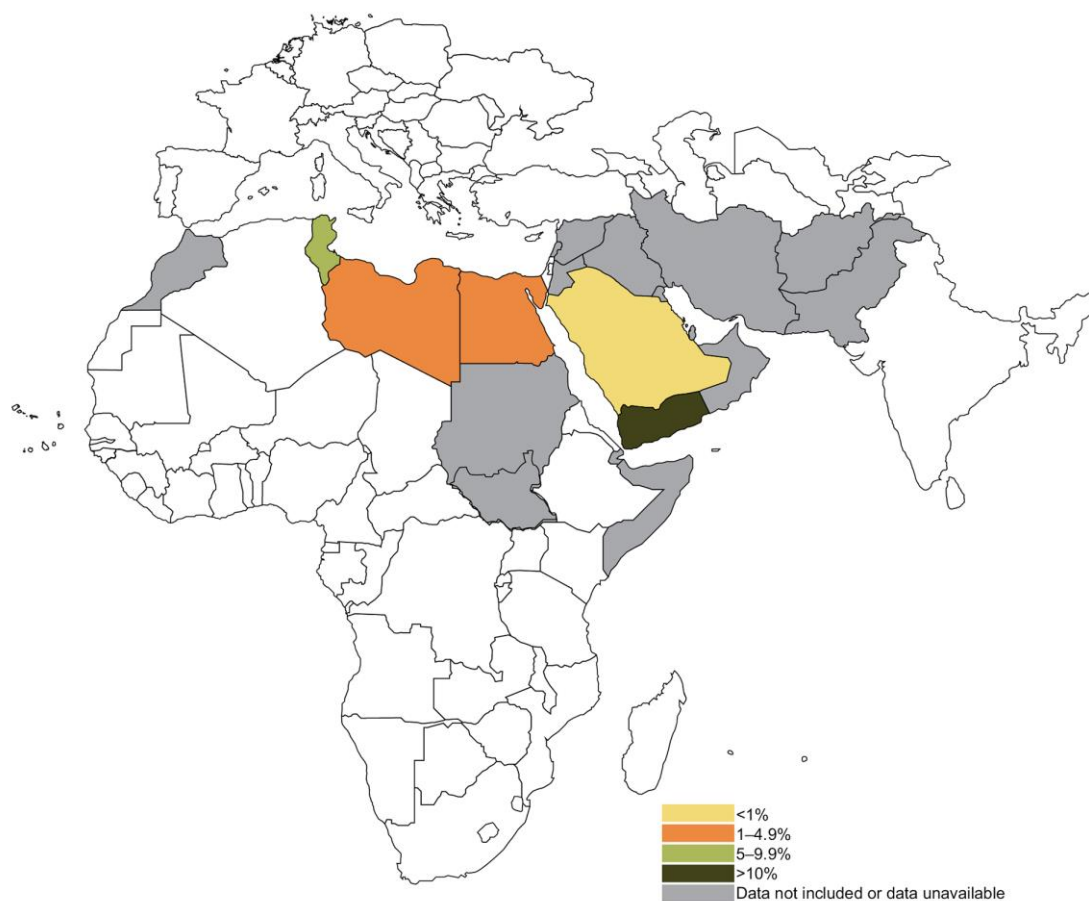 <1%
1–4.9%
5–9.9%
>10%
Data not included or data unavailable